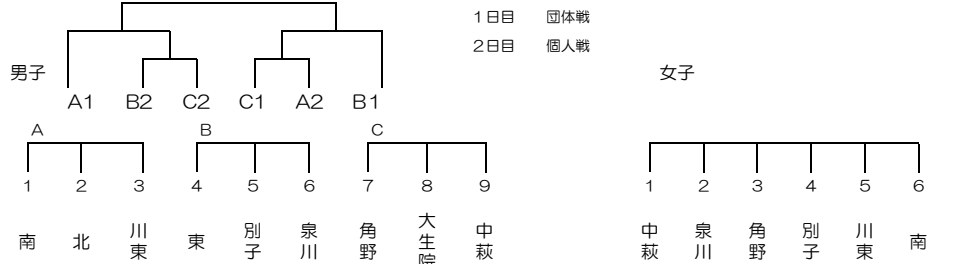 1日目 団体戦
2日目 個人戦
男子
女子
A1 B2 C2 C1 A2 B1
A B C
1 2 3 4 5 6 7 8 9
南 北 川東 東 別子 泉川 角野 大生院 中萩
1 2 3 4 5 6
中萩 泉川 角野 別子 川東 南